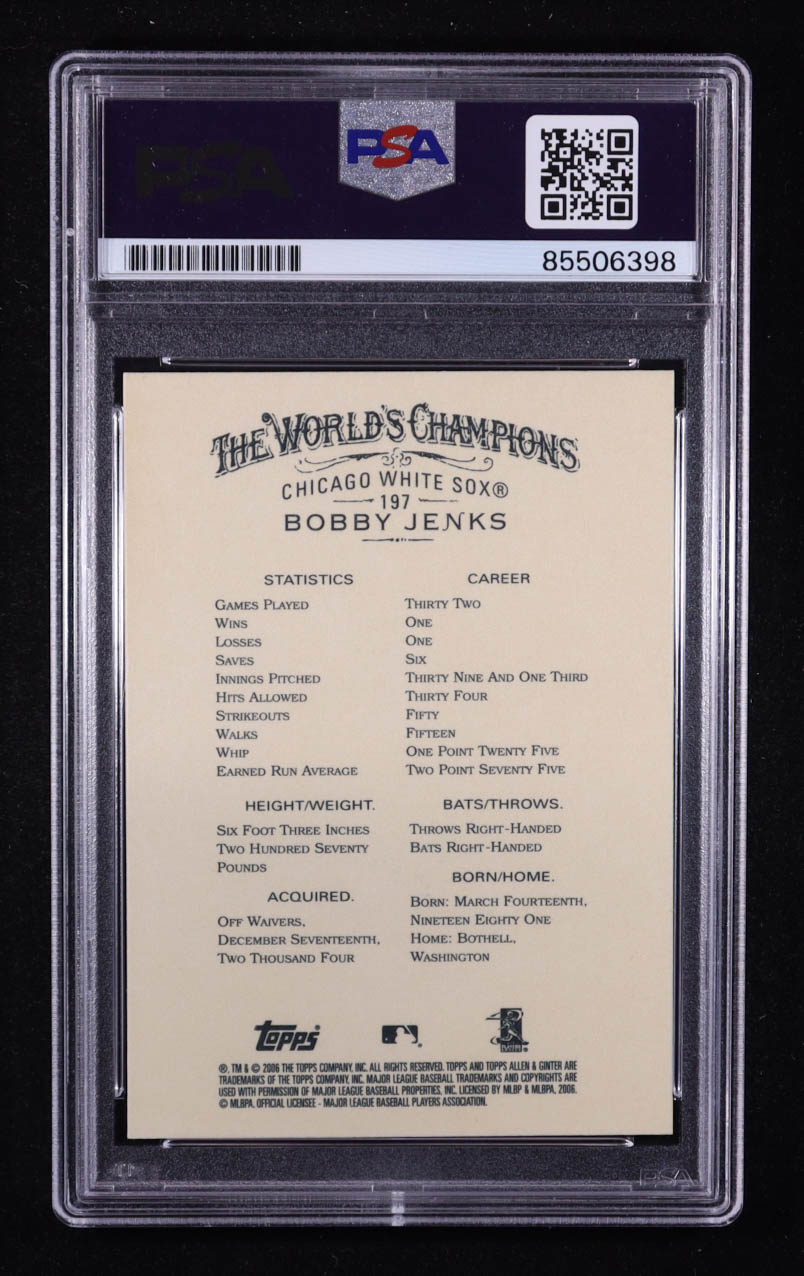 PSA
PSA
85506398
THE WORLD'S CHAMPIONS
CHICAGO WHITE SOX®
197
BOBBY JENKS
STATISTICS CAREER
GAMES PLAYED THIRTY TWO
WINS ONE
LOSSES ONE
SAVES SIX
INNINGS PITCHED THIRTY NINE AND ONE THIRD
HITS ALLOWED THIRTY FOUR
STRIKEOUTS FIFTY
WALKS FIFTEEN
WHIP ONE POINT TWENTY FIVE
EARNED RUN AVERAGE TWO POINT SEVENTY FIVE
HEIGHT/WEIGHT.
SIX FOOT THREE INCHES
TWO HUNDRED SEVENTY
POUNDS
ACQUIRED.
OFF WAIVERS,
DECEMBER SEVENTEENTH,
TWO THOUSAND FOUR
BATS/THROWS.
THROWS RIGHT-HANDED
BATS RIGHT-HANDED
BORN/HOME.
BORN: MARCH FOURTEENTH,
NINETEEN EIGHTY ONE
HOME: BOTHELL,
WASHINGTON
topps
®, TM & © 2006 THE TOPPS COMPANY, INC. ALL RIGHTS RESERVED. TOPPS AND TOPPS ALLEN & GINTER ARE
TRADEMARKS OF THE TOPPS COMPANY, INC. MAJOR LEAGUE BASEBALL TRADEMARKS AND COPYRIGHTS ARE
USED WITH PERMISSION OF MAJOR LEAGUE BASEBALL PROPERTIES, INC. LICENSED BY MLBP & MLBPA, 2006.
© MLBPA. OFFICIAL LICENSEE - MAJOR LEAGUE BASEBALL PLAYERS ASSOCIATION.
PSA